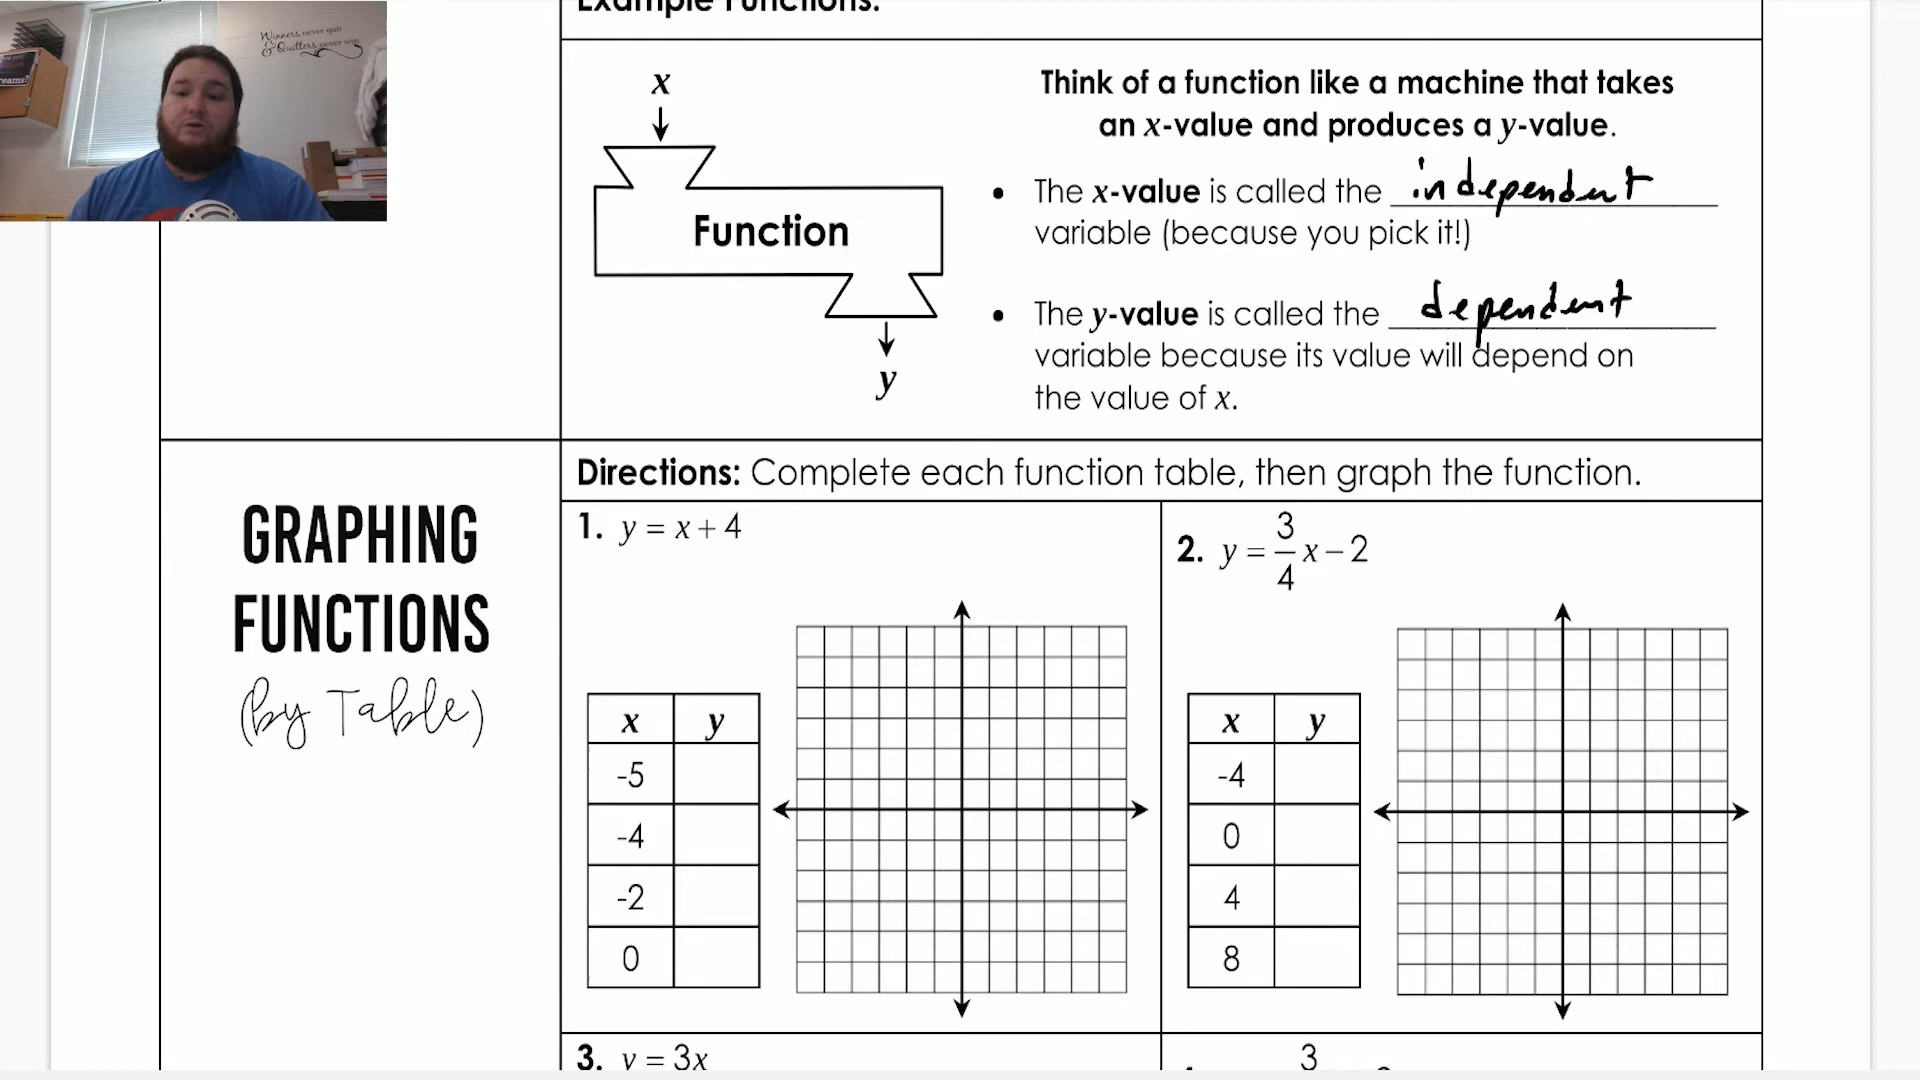 Example Functions:
Winners never quit
& Quitters never win
reams?
x
Function
y
Think of a function like a machine that takes
an x-value and produces a y-value.
• The x-value is called the independent
variable (because you pick it!)
• The y-value is called the dependent
variable because its value will depend on
the value of x.
GRAPHING
FUNCTIONS
(by Table)
Directions: Complete each function table, then graph the function.
1. y = x + 4
x y
-5
-4
-2
0
2. y = 3/4 x − 2
x y
-4
0
4
8
3. y = 3x
3